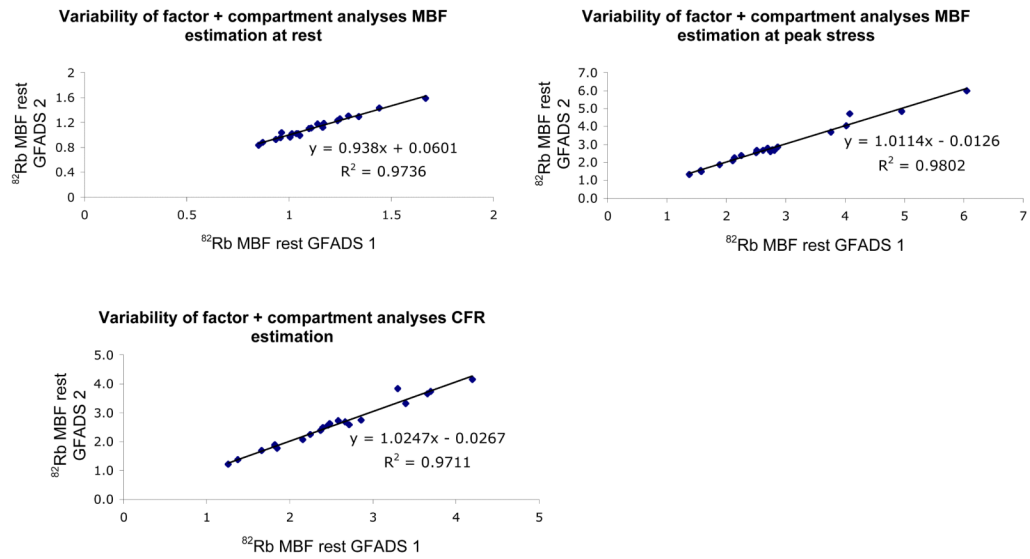 Variability of factor + compartment analyses MBF
estimation at rest
⁸²Rb MBF rest
GFADS 2
2
1.6
1.2
0.8
0.4
0
y = 0.938x + 0.0601
R² = 0.9736
0
0.5
1
1.5
2
⁸²Rb MBF rest GFADS 1
Variability of factor + compartment analyses MBF
estimation at peak stress
⁸²Rb MBF rest
GFADS 2
7.0
6.0
5.0
4.0
3.0
2.0
1.0
0.0
y = 1.0114x - 0.0126
R² = 0.9802
0
1
2
3
4
5
6
7
⁸²Rb MBF rest GFADS 1
Variability of factor + compartment analyses CFR
estimation
⁸²Rb MBF rest
GFADS 2
5.0
4.0
3.0
2.0
1.0
0.0
y = 1.0247x - 0.0267
R² = 0.9711
0
1
2
3
4
5
⁸²Rb MBF rest GFADS 1